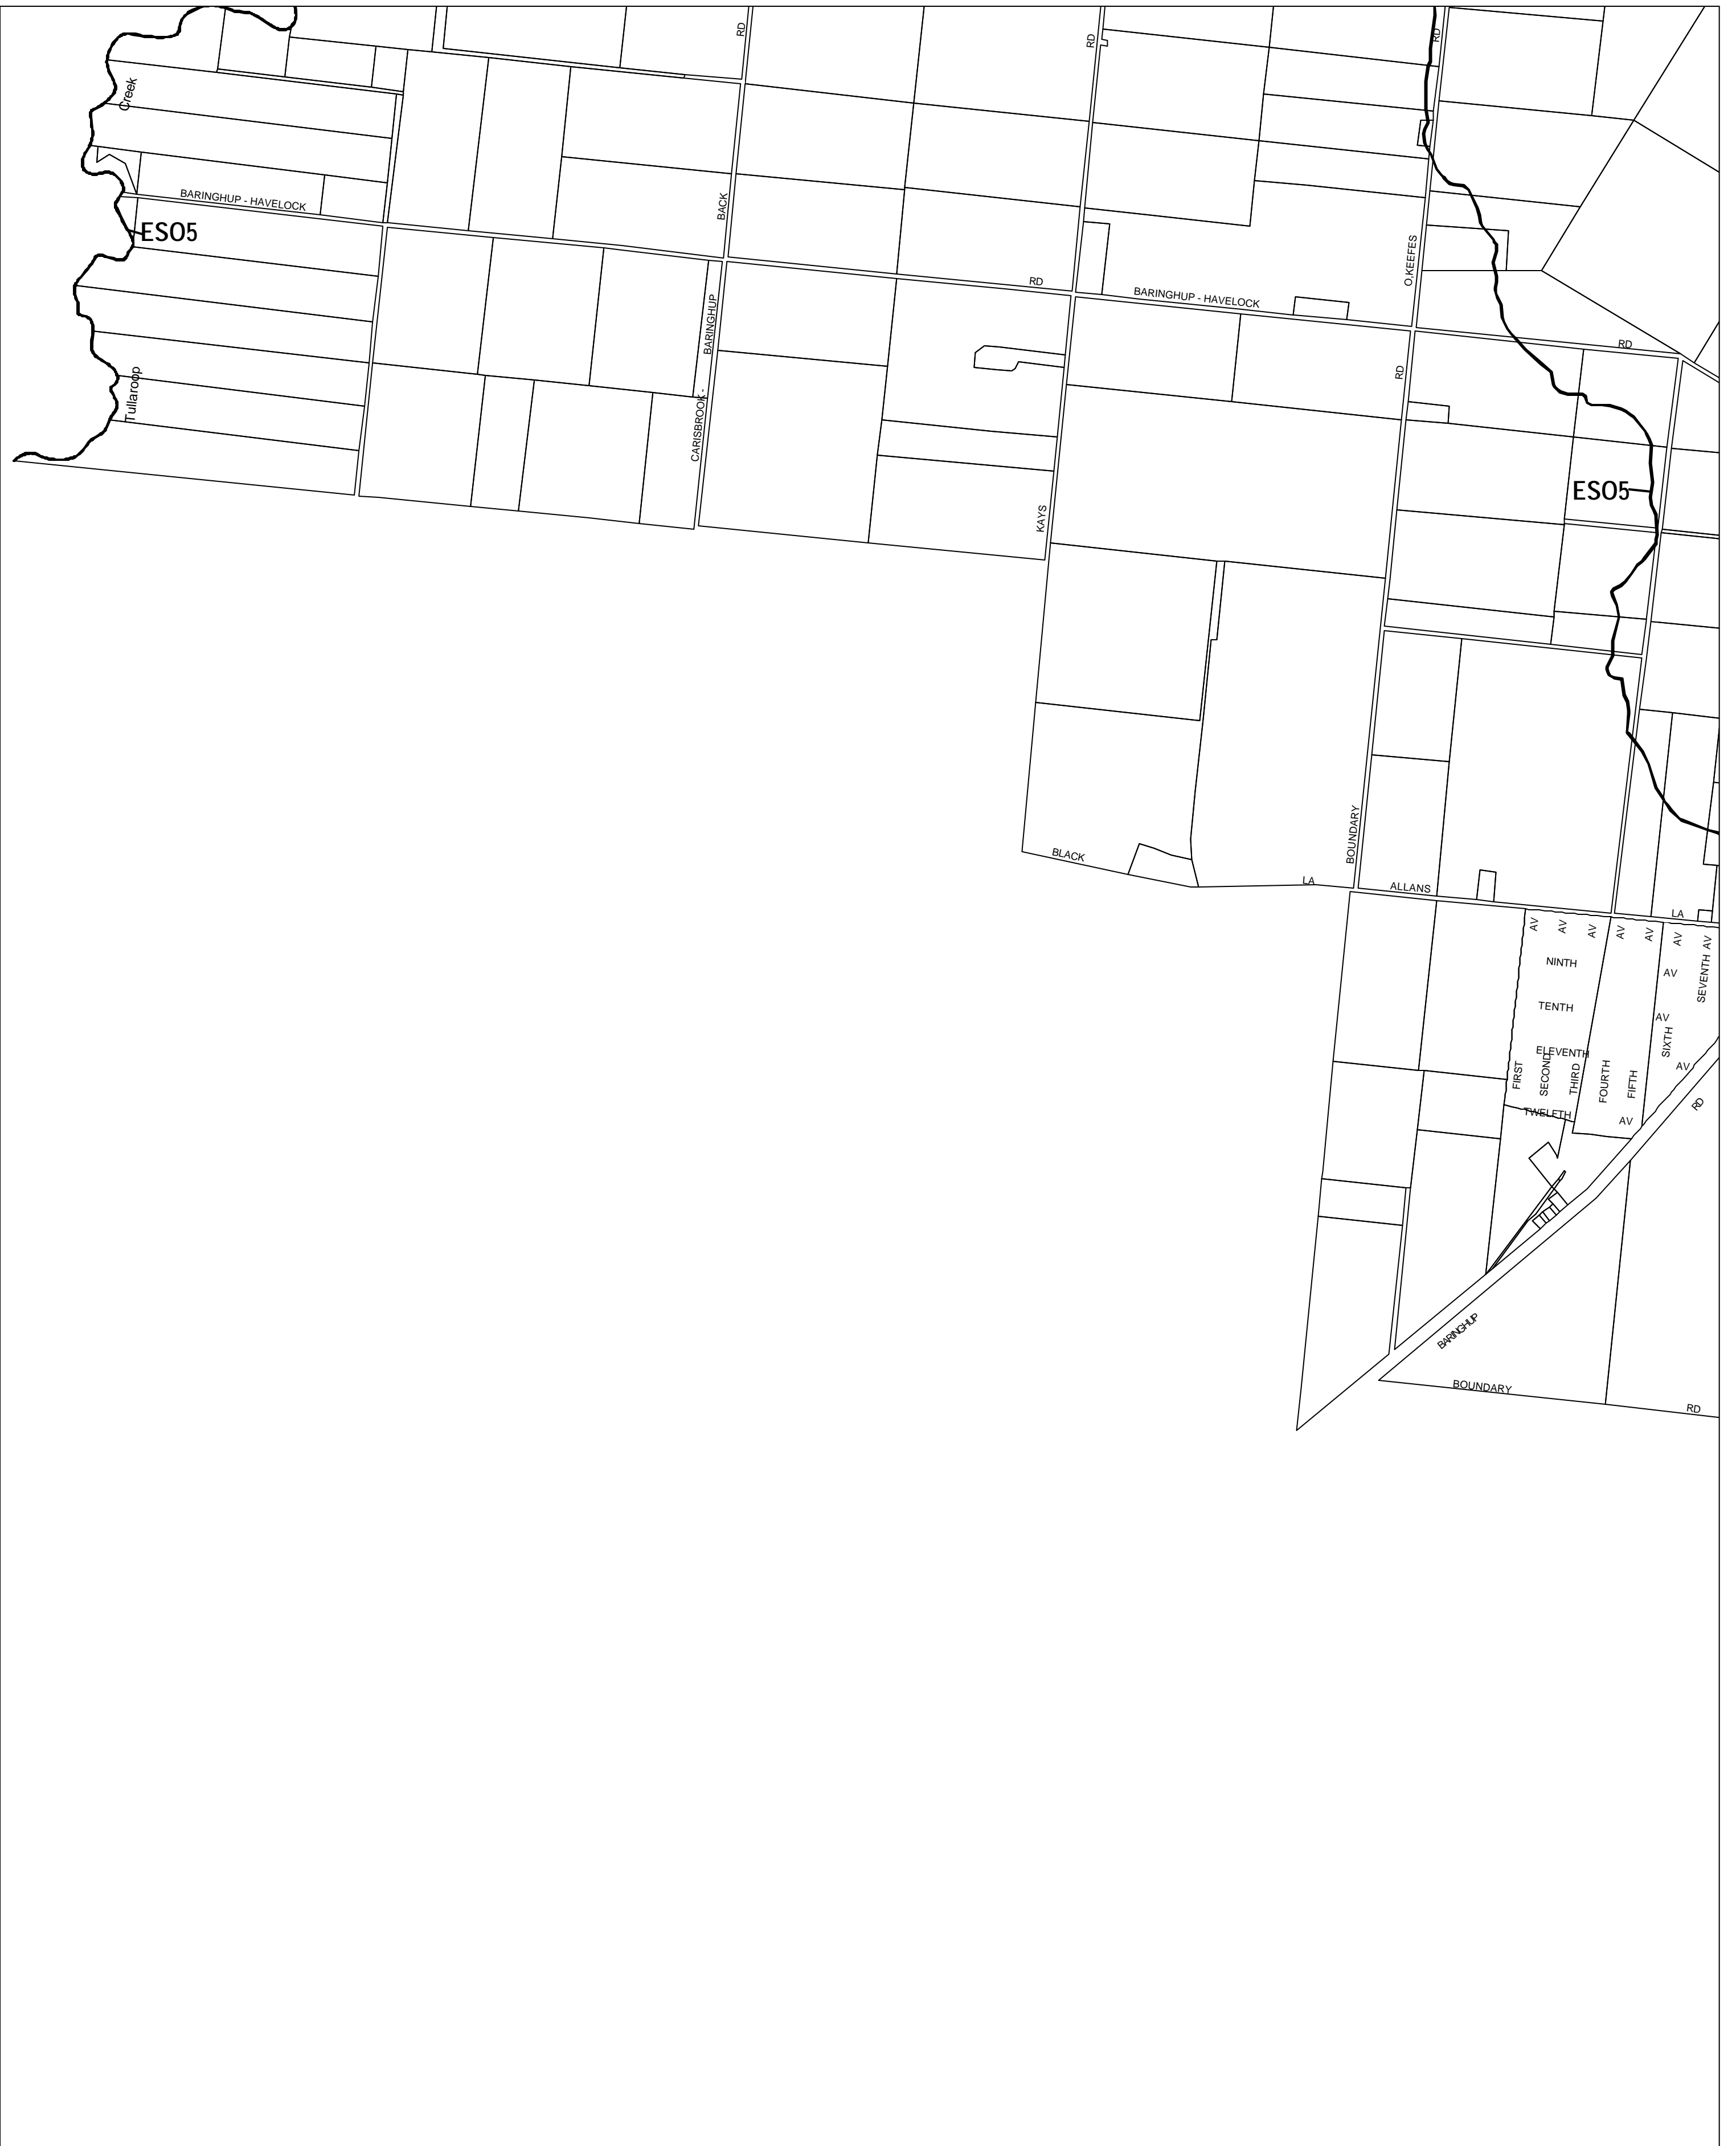 RD
RD
RD
Creek
BARINGHUP - HAVELOCK
BACK
ESO5
O.KEEFES
RD
BARINGHUP - HAVELOCK
BARINGHUP
RD
RD
Tullaroop
CARISBROOK -
ESO5
KAYS
BOUNDARY
BLACK
LA
ALLANS
LA
AV
AV
AV
AV
AV
AV
AV
NINTH
AV
SEVENTH
TENTH
AV
SIXTH
ELEVENTH
AV
FIRST
SECOND
THIRD
FOURTH
FIFTH
RD
TWELFTH
AV
BARINGHUP
BOUNDARY
RD